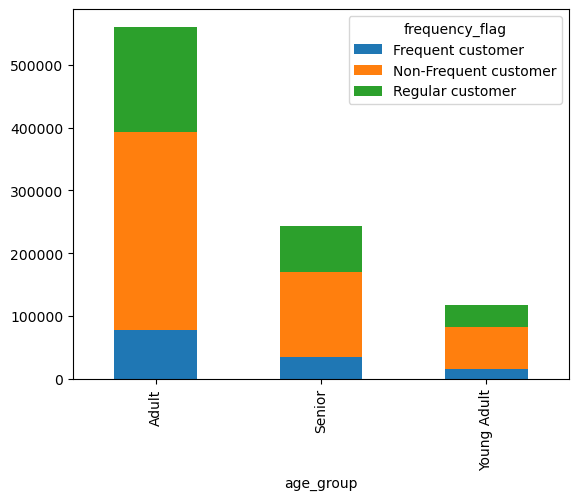 frequency_flag
Frequent customer
Non-Frequent customer
Regular customer
500000
400000
300000
200000
100000
0
Adult
Senior
Young Adult
age_group